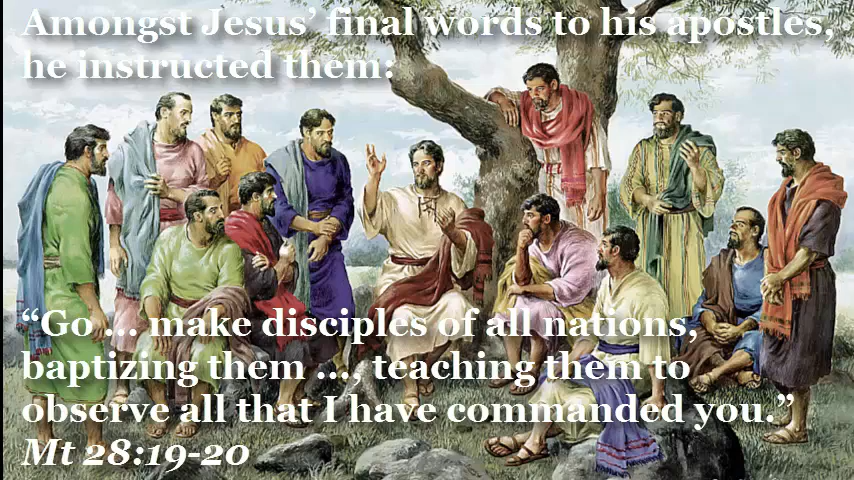 Amongst Jesus’ final words to his apostles,
he instructed them:
“Go ... make disciples of all nations,
baptizing them ..., teaching them to
observe all that I have commanded you.”
Mt 28:19-20